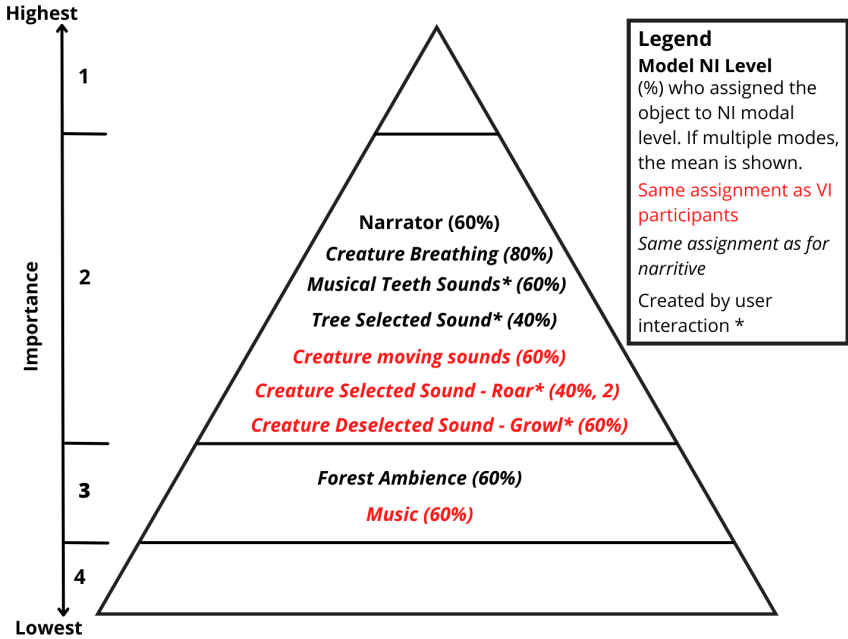 Highest
1
2
3
4
Importance
Lowest
Narrator (60%)
Creature Breathing (80%)
Musical Teeth Sounds* (60%)
Tree Selected Sound* (40%)
Creature moving sounds (60%)
Creature Selected Sound - Roar* (40%, 2)
Creature Deselected Sound - Growl* (60%)
Forest Ambience (60%)
Music (60%)
Legend
Model NI Level
(%) who assigned the
object to NI modal
level. If multiple modes,
the mean is shown.
Same assignment as VI
participants
Same assignment as for
narritive
Created by user
interaction *